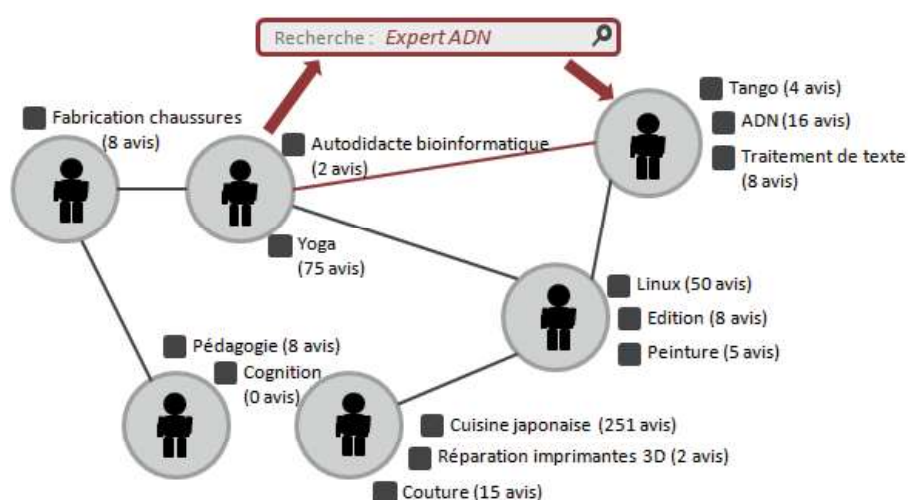 Recherche : Expert ADN
Fabrication chaussures
(8 avis)
Autodidacte bioinformatique
(2 avis)
Yoga
(75 avis)
Tango (4 avis)
ADN (16 avis)
Traitement de texte
(8 avis)
Linux (50 avis)
Edition (8 avis)
Peinture (5 avis)
Pédagogie (8 avis)
Cognition
(0 avis)
Cuisine japonaise (251 avis)
Réparation imprimantes 3D (2 avis)
Couture (15 avis)